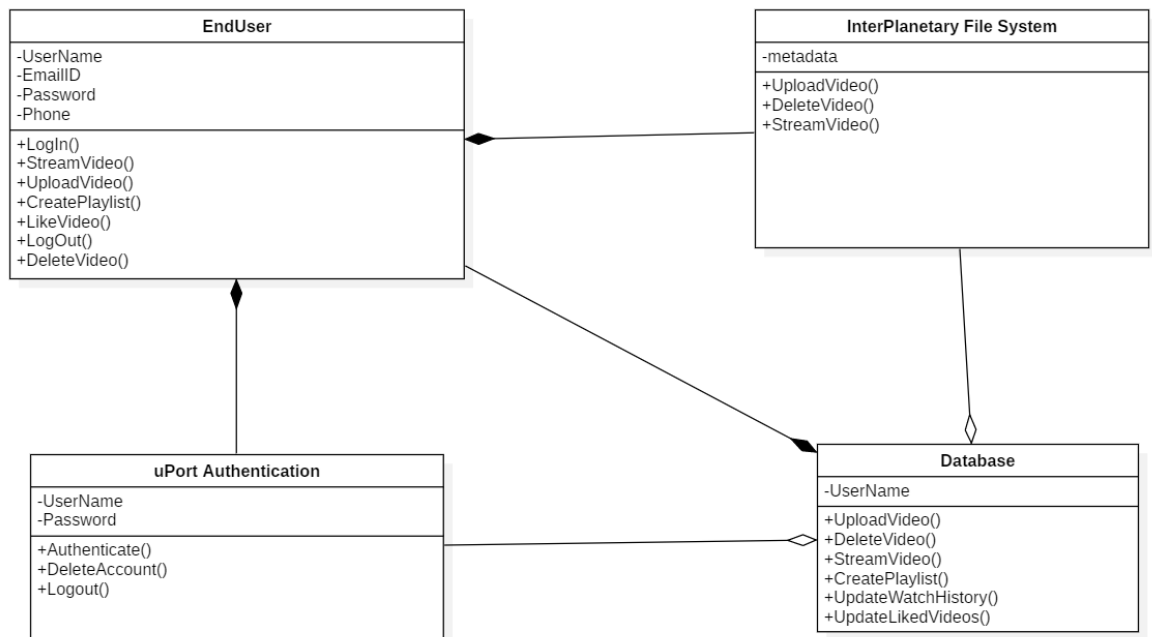 EndUser
-UserName
-EmailID
-Password
-Phone
+LogIn()
+StreamVideo()
+UploadVideo()
+CreatePlaylist()
+LikeVideo()
+LogOut()
+DeleteVideo()
InterPlanetary File System
-metadata
+UploadVideo()
+DeleteVideo()
+StreamVideo()
uPort Authentication
-UserName
-Password
+Authenticate()
+DeleteAccount()
+Logout()
Database
-UserName
+UploadVideo()
+DeleteVideo()
+StreamVideo()
+CreatePlaylist()
+UpdateWatchHistory()
+UpdateLikedVideos()